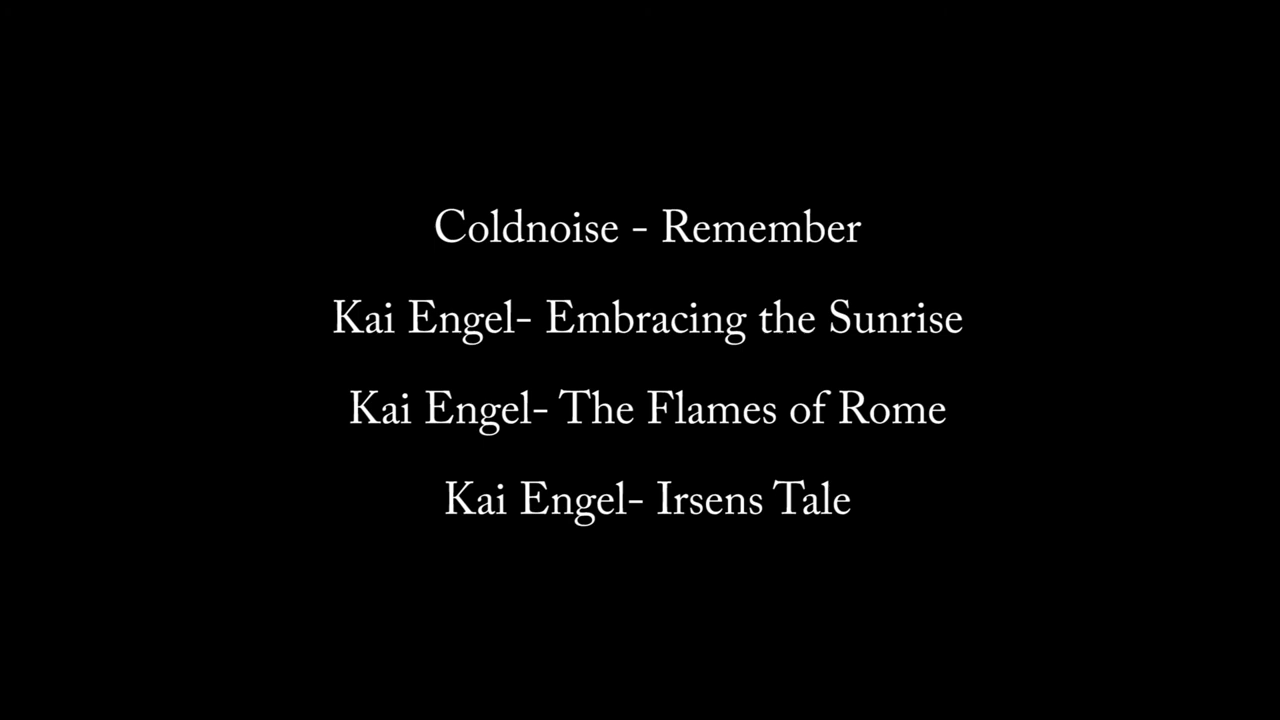 Coldnoise - Remember
Kai Engel- Embracing the Sunrise
Kai Engel- The Flames of Rome
Kai Engel- Irsens Tale